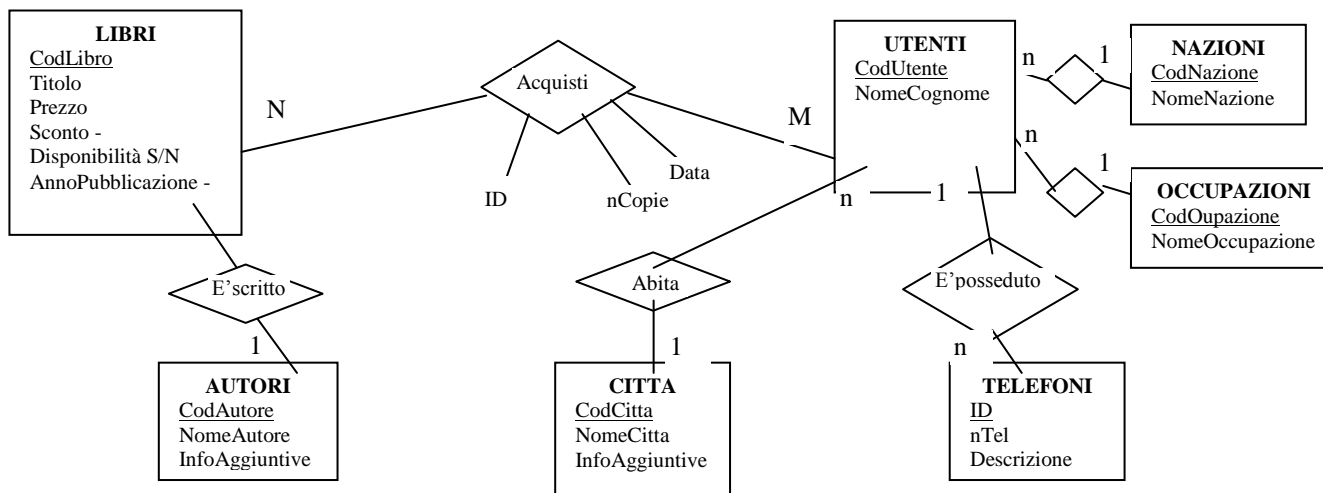 LIBRI
CodLibro
Titolo
Prezzo
Sconto -
Disponibilità S/N
AnnoPubblicazione -
N
Acquisti
ID
nCopie
Data
M
UTENTI
CodUtente
NomeCognome
n
1
NAZIONI
CodNazione
NomeNazione
n
1
OCCUPAZIONI
CodOupazione
NomeOccupazione
n
1
E'scritto
1
AUTORI
CodAutore
NomeAutore
InfoAggiuntive
Abita
1
CITTA
CodCitta
NomeCitta
InfoAggiuntive
E'posseduto
n
TELEFONI
ID
nTel
Descrizione